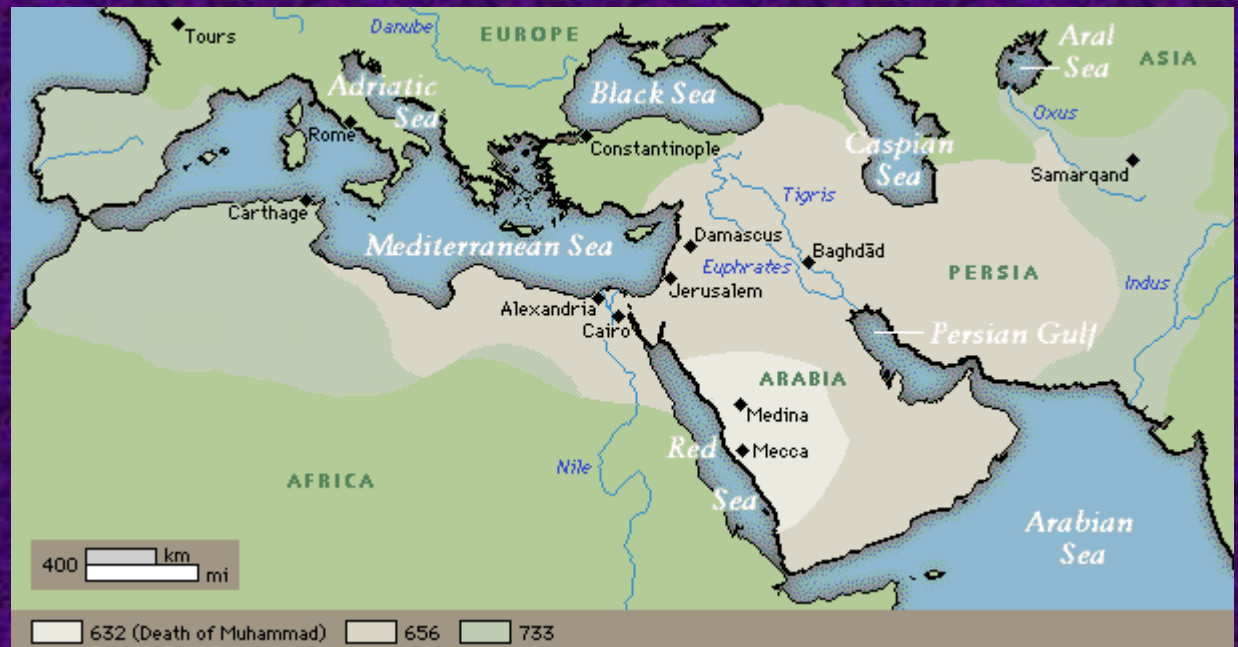 Tours
Danube
EUROPE
Aral
Sea
ASIA
Adriatic
Sea
Black Sea
Oxus
Rome
Constantinople
Caspian
Sea
Samarqand
Tigris
Carthage
Mediterranean Sea
Damascus
Baghdād
Euphrates
PERSIA
Indus
Jerusalem
Alexandria
Cairo
Persian Gulf
ARABIA
Medina
Red
Sea
Mecca
Nile
AFRICA
Arabian
Sea
400 km
mi
632 (Death of Muhammad) 656 733